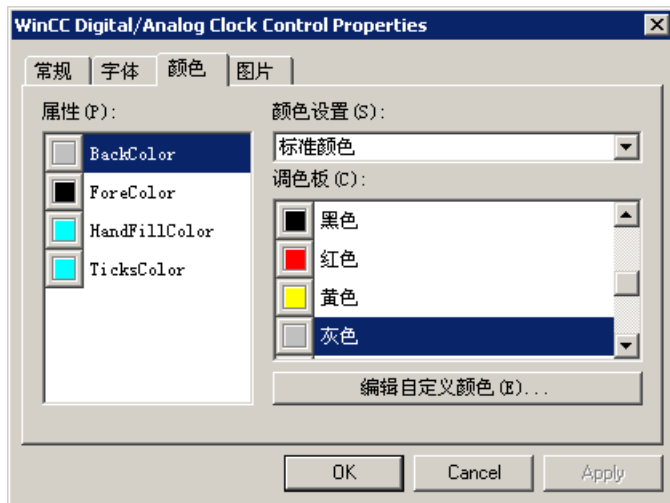 WinCC Digital/Analog Clock Control Properties
常规 字体 颜色 图片
属性(P): 颜色设置(S):
标准颜色
BackColor
调色板(C):
ForeColor 黑色
HandFillColor 红色
TicksColor 黄色
灰色
编辑自定义颜色(E)...
OK Cancel Apply